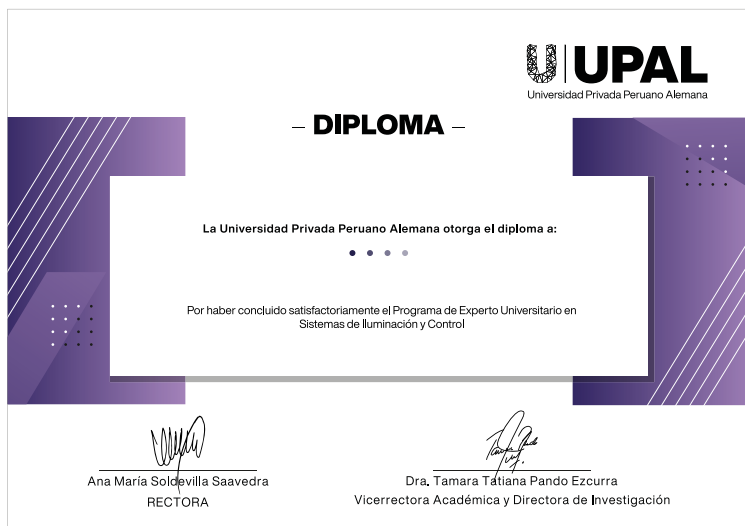 UPAL
Universidad Privada Peruano Alemana
– DIPLOMA –
La Universidad Privada Peruano Alemana otorga el diploma a:
Por haber concluido satisfactoriamente el Programa de Experto Universitario en
Sistemas de Iluminación y Control
Ana María Soldevilla Saavedra
RECTORA
Dra. Tamara Tatiana Pando Ezcurra
Vicerrectora Académica y Directora de Investigación